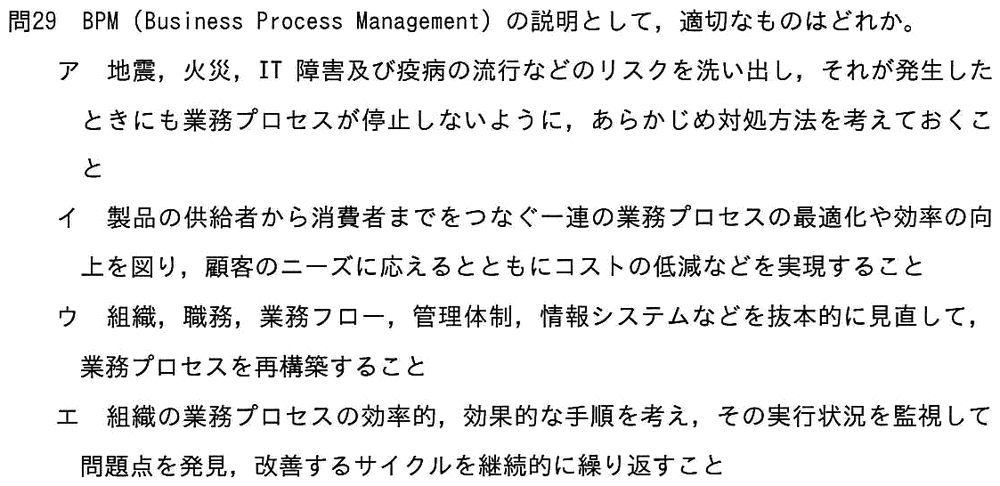 問29 BPM（Business Process Management）の説明として，適切なものはどれか。
ア 地震，火災，IT 障害及び疫病の流行などのリスクを洗い出し，それが発生した
ときにも業務プロセスが停止しないように，あらかじめ対処方法を考えておくこ
と
イ 製品の供給者から消費者までをつなぐ一連の業務プロセスの最適化や効率の向
上を図り，顧客のニーズに応えるとともにコストの低減などを実現すること
ウ 組織，職務，業務フロー，管理体制，情報システムなどを抜本的に見直して，
業務プロセスを再構築すること
エ 組織の業務プロセスの効率的，効果的な手順を考え，その実行状況を監視して
問題点を発見，改善するサイクルを継続的に繰り返すこと